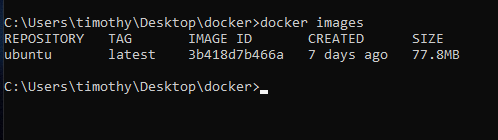 C:\Users\timothy\Desktop\docker>docker images
REPOSITORY TAG IMAGE ID CREATED SIZE
ubuntu latest 3b418d7b466a 7 days ago 77.8MB
C:\Users\timothy\Desktop\docker>